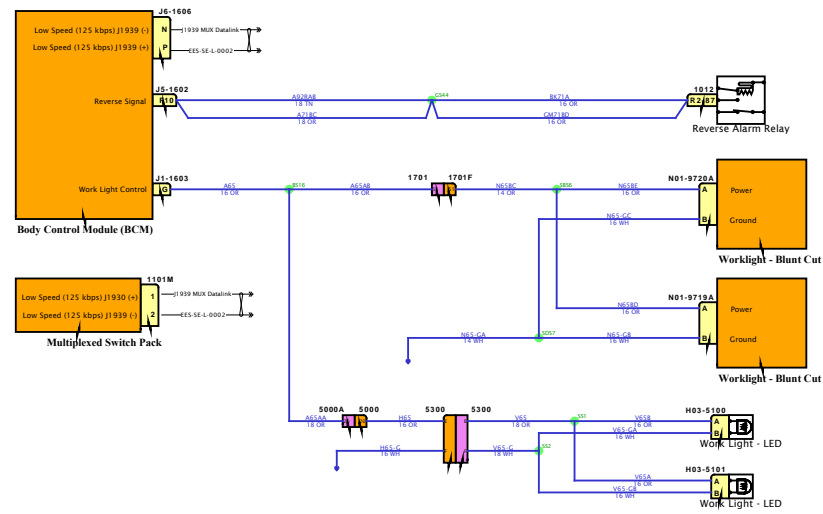 J6-1606
Low Speed (125 kbps) J1939 (-)
N
J1939 MUX Datalink
Low Speed (125 kbps) J1939 (+)
P
EES-SE-L-0002
J5-1602
Reverse Signal
F10
A92RAB
18 TN
GS44
BK71A
16 OR
A71BC
18 OR
GM71BD
16 OR
1012
R2 87
Reverse Alarm Relay
J1-1603
Work Light Control
G
A65
16 OR
BS16
A65AB
16 OR
1701
1701F
N65BC
14 OR
SBS6
N65BE
16 OR
N01-9720A
A
Power
N65-GC
16 WH
B
Ground
Body Control Module (BCM)
Worklight - Blunt Cut
1101M
Low Speed (125 kbps) J1930 (+)
1
J1939 MUX Datalink
Low Speed (125 kbps) J1939 (-)
2
EES-SE-L-0002
Multiplexed Switch Pack
N65BD
16 OR
N01-9719A
A
Power
N65-GA
14 WH
SDS7
N65-GB
16 WH
B
Ground
Worklight - Blunt Cut
A65AA
18 OR
5000A
5000
H65
16 OR
5300
5300
V65
18 OR
SS1
V65B
16 OR
H03-5100
A
V65-GA
16 WH
B
Work Light - LED
H65-G
16 WH
V65-G
18 WH
SS2
V65A
16 OR
H03-5101
A
V65-GB
16 WH
B
Work Light - LED